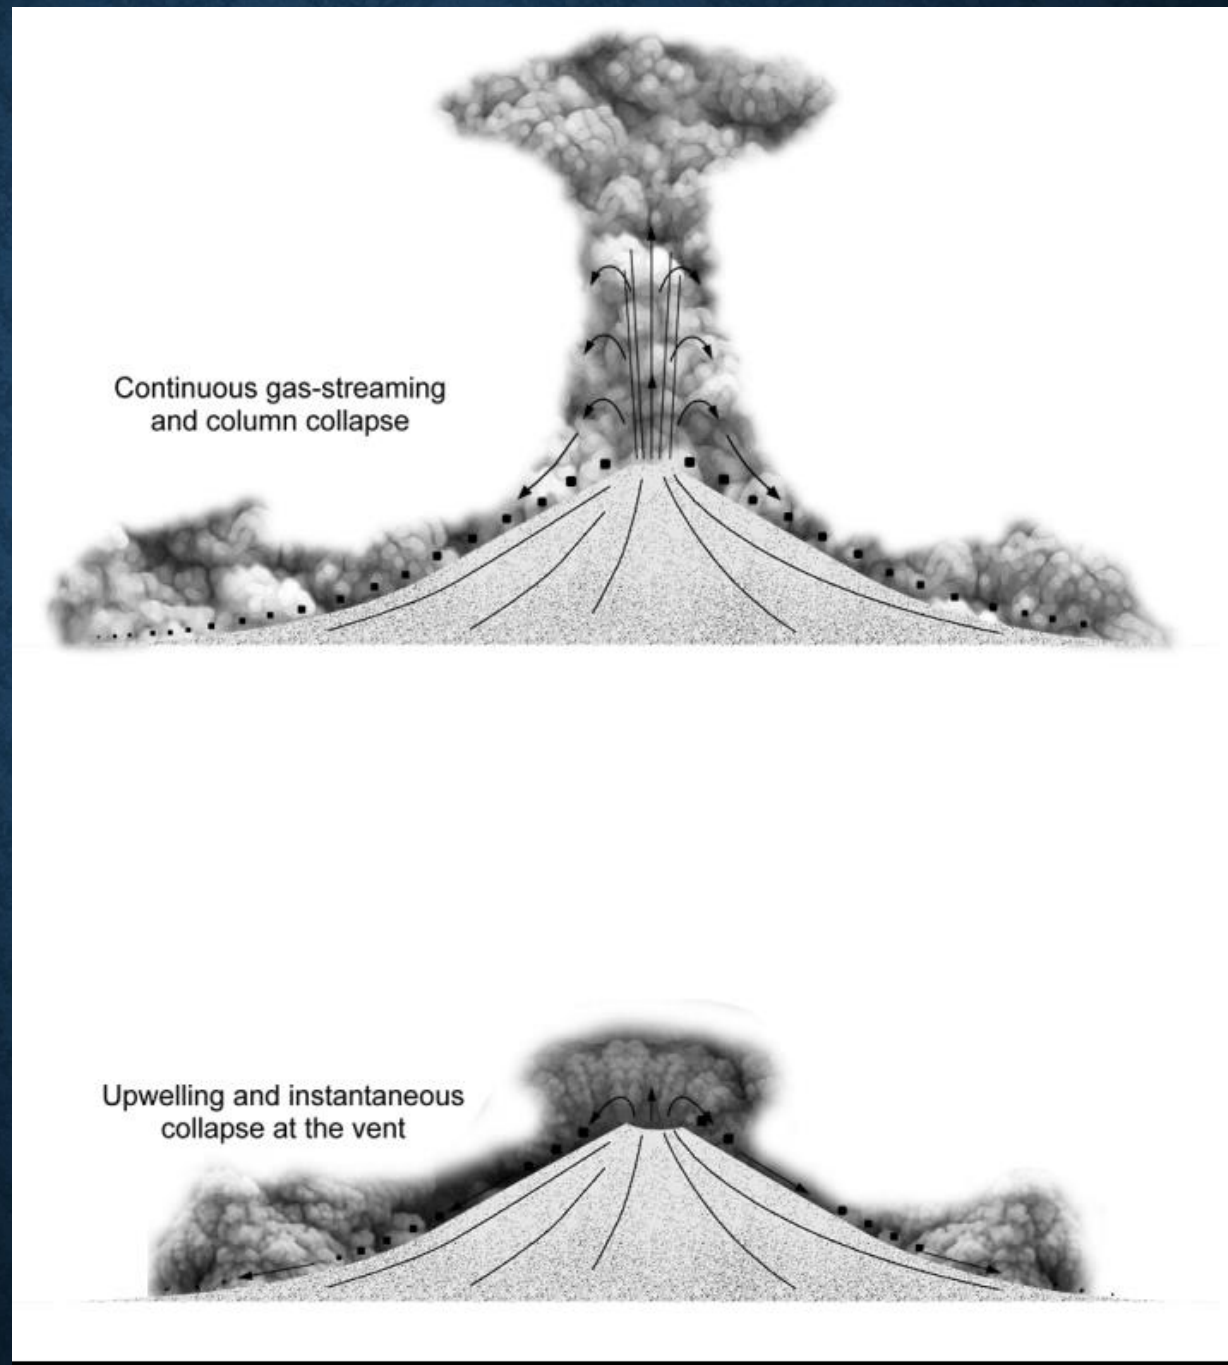 Continuous gas-streaming
and column collapse
Upwelling and instantaneous
collapse at the vent